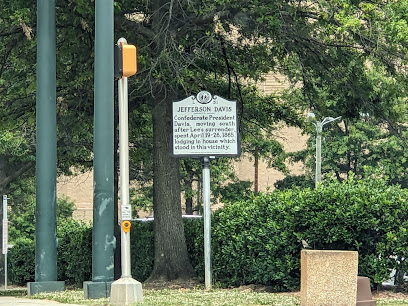 JEFFERSON DAVIS
Confederate President
Davis, moving south
after Lee's surrender,
spent April 19-26, 1865,
lodging in house which
stood in this vicinity.